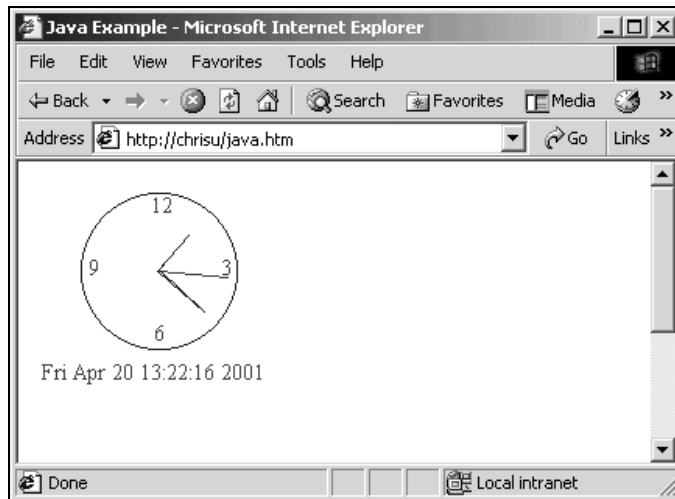 Java Example - Microsoft Internet Explorer
File Edit View Favorites Tools Help
Back Search Favorites Media »
Address http://chrisu/java.htm Go Links »
12
9 3
6
Fri Apr 20 13:22:16 2001
Done Local intranet